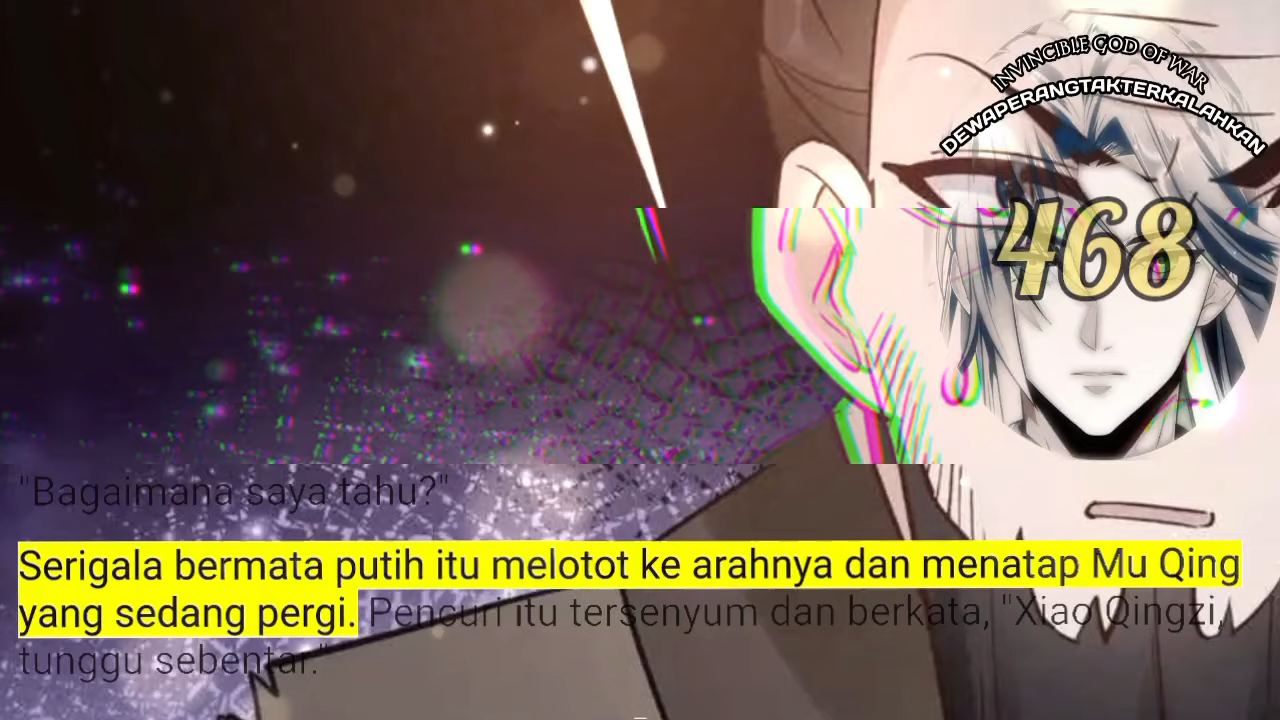 INVINCIBLE GOD OF WAR
DEWAPERANGTAKTERKALAHKAN
468
"Bagaimana saya tahu?"
Serigala bermata putih itu melotot ke arahnya dan menatap Mu Qing
yang sedang pergi. Pencuri itu tersenyum dan berkata, "Xiao Qingzi,
tunggu sebentar."